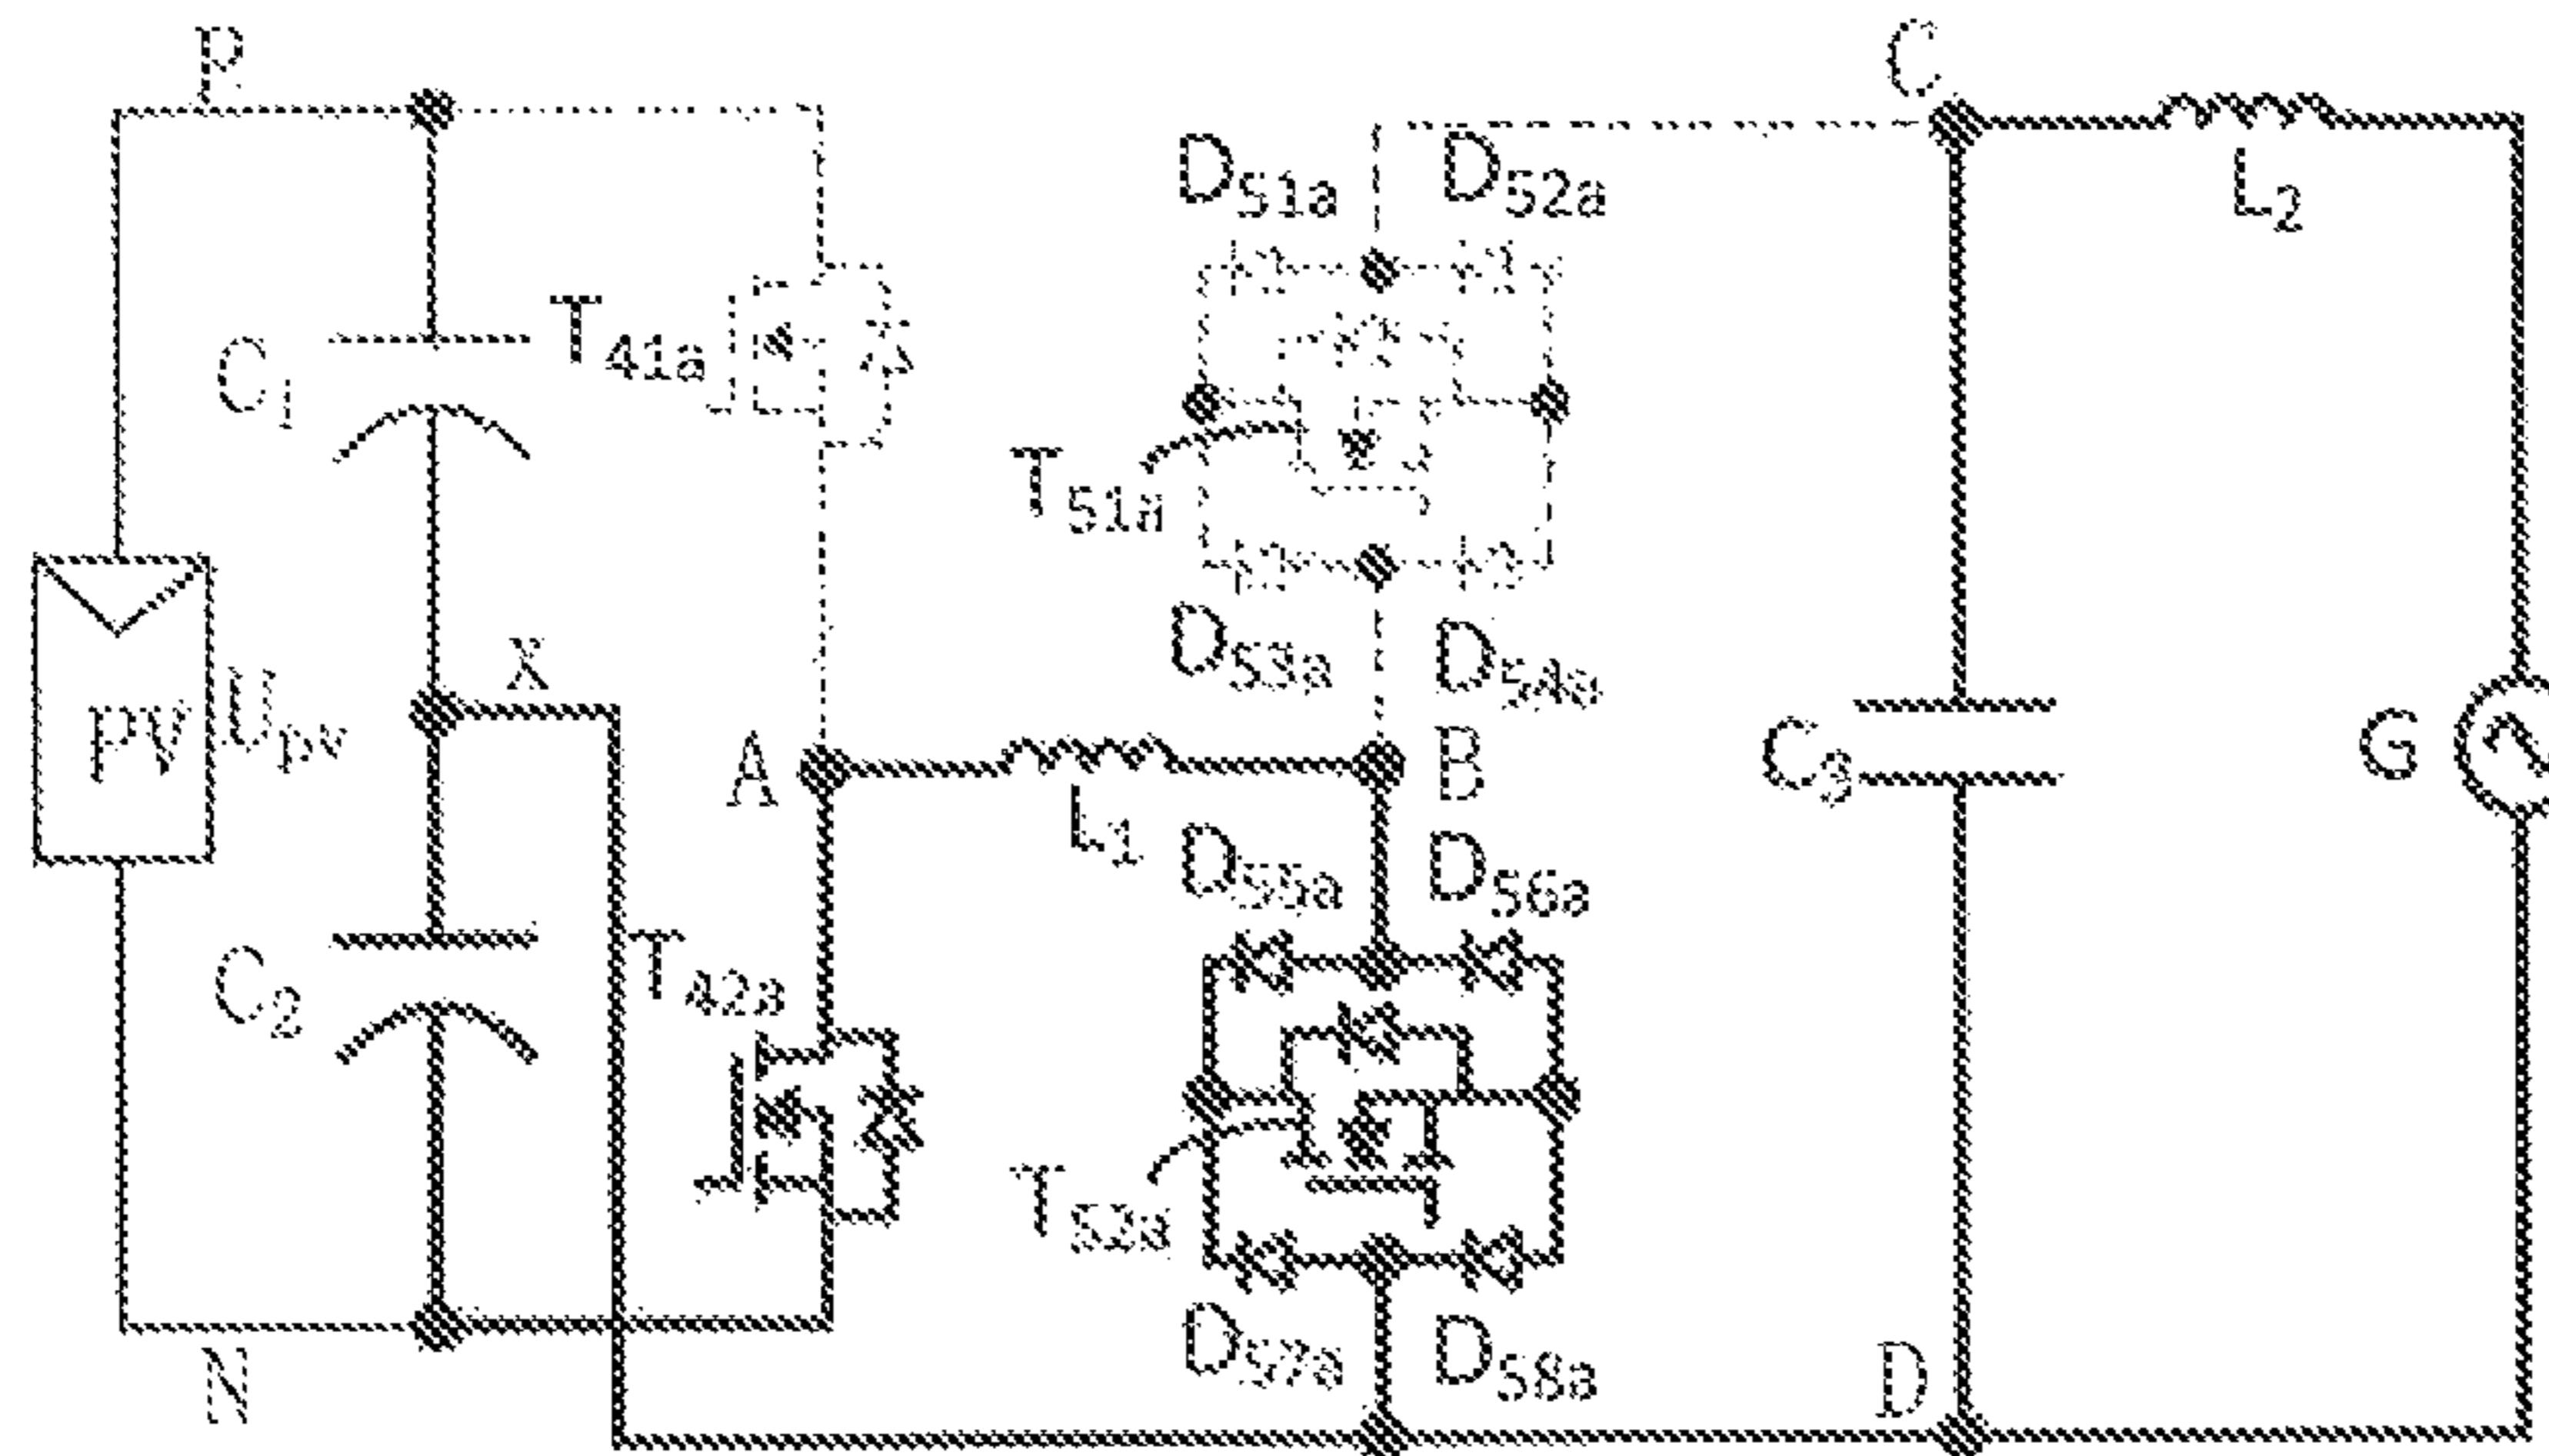 P
C
D₅₁ₐ D₅₂ₐ
L₂
T₄₁ₐ
C₁
T₅₁ₐ
D₅₃ₐ D₅₄ₐ
X
PV Uₚᵥ
A
B
C₃
G
L₁
D₅₅ₐ D₅₆ₐ
T₄₂ₐ
C₂
T₅₂ₐ
D₅₇ₐ D₅₈ₐ
N
D